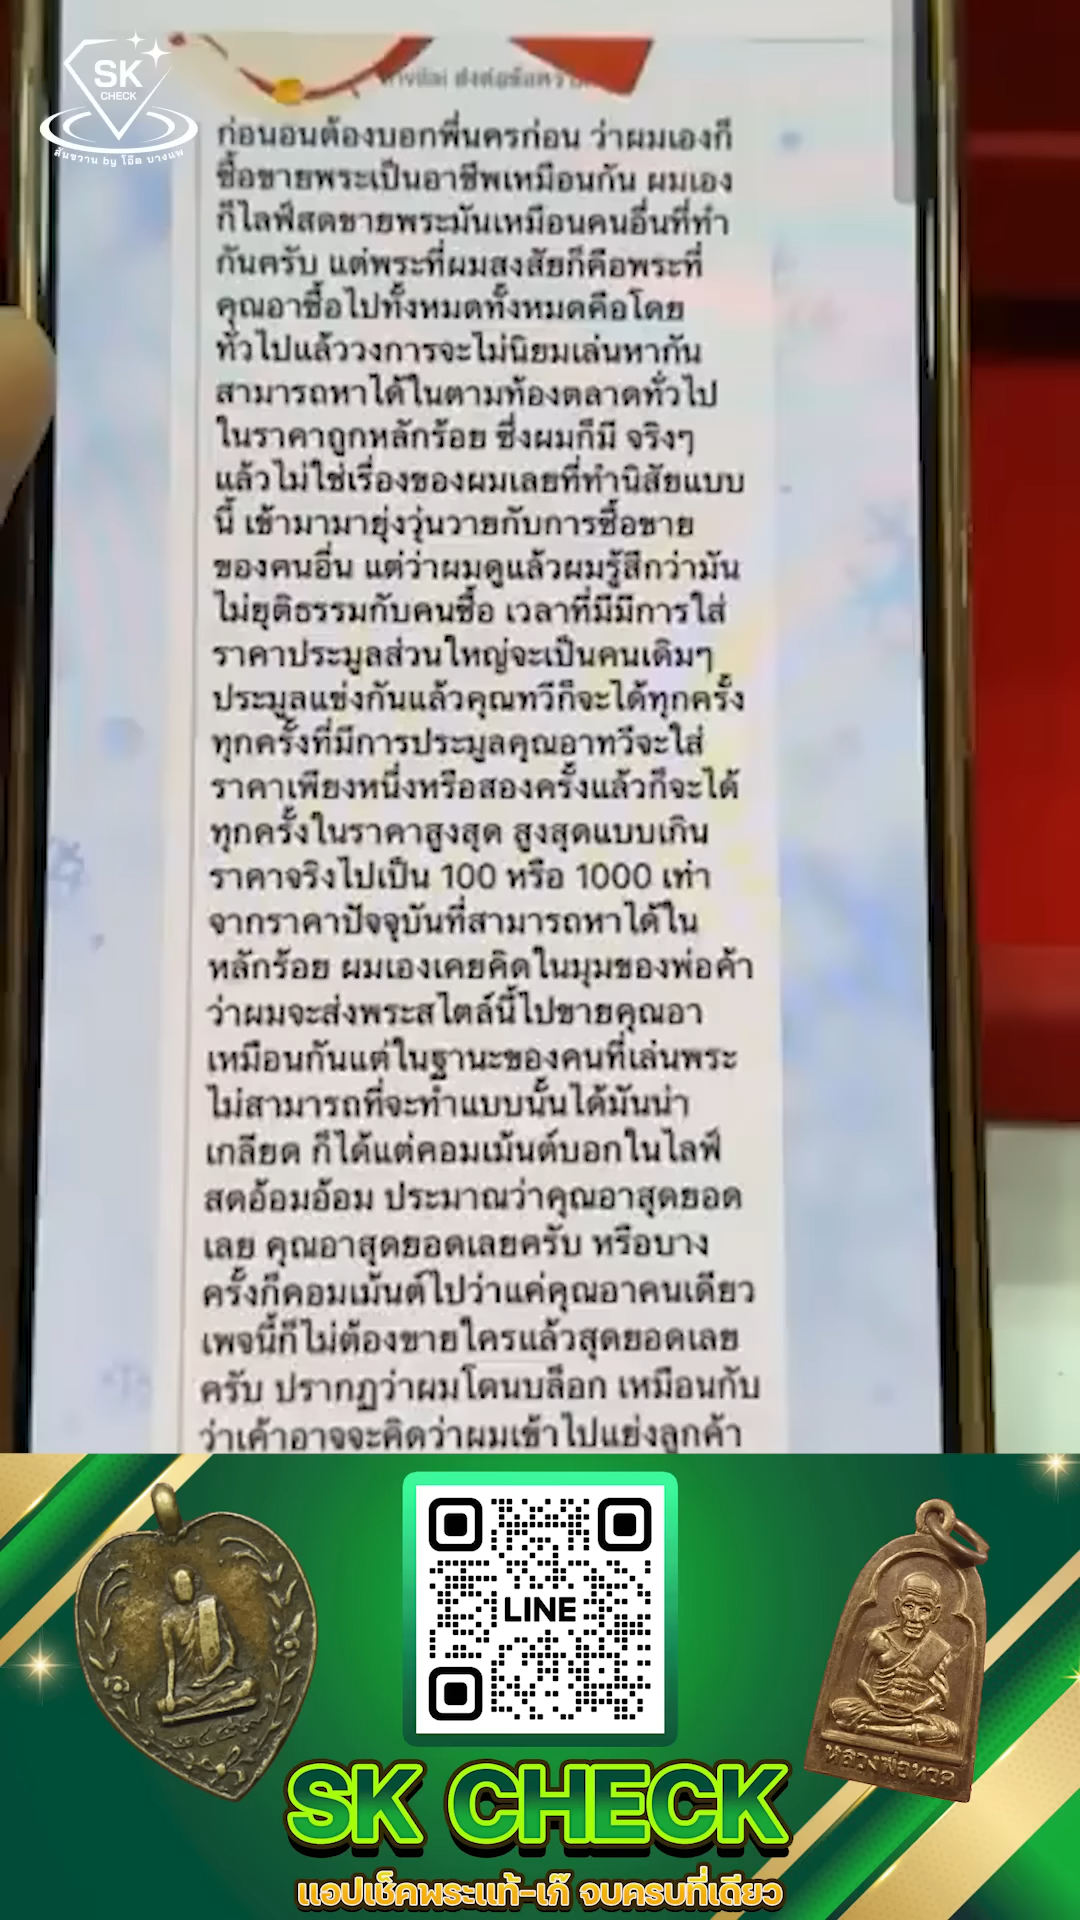 SK
CHECK
สันขวาน by โอ๊ต บางแพ
ส่งต่อข้อความ
ก่อนอนต้องบอกพี่นครก่อน ว่าผมเองก็
ซื้อขายพระเป็นอาชีพเหมือนกัน ผมเอง
ก็ไลฟ์สดขายพระมันเหมือนคนอื่นที่ทำ
กันครับ แต่พระที่ผมสงสัยก็คือพระที่
คุณอาซื้อไปทั้งหมดทั้งหมดคือโดย
ทั่วไปแล้ววงการจะไม่นิยมเล่นหากัน
สามารถหาได้ในตามท้องตลาดทั่วไป
ในราคาถูกหลักร้อย ซึ่งผมก็มี จริงๆ
แล้วไม่ใช่เรื่องของผมเลยที่ทำนิสัยแบบ
นี้ เข้ามามายุ่งวุ่นวายกับการซื้อขาย
ของคนอื่น แต่ว่าผมดูแล้วผมรู้สึกว่ามัน
ไม่ยุติธรรมกับคนซื้อ เวลาที่มีมีการใส่
ราคาประมูลส่วนใหญ่จะเป็นคนเดิมๆ
ประมูลแข่งกันแล้วคุณทวีก็จะได้ทุกครั้ง
ทุกครั้งที่มีการประมูลคุณอาทวีจะใส่
ราคาเพียงหนึ่งหรือสองครั้งแล้วก็จะได้
ทุกครั้งในราคาสูงสุด สูงสุดแบบเกิน
ราคาจริงไปเป็น 100 หรือ 1000 เท่า
จากราคาปัจจุบันที่สามารถหาได้ใน
หลักร้อย ผมเองเคยคิดในมุมของพ่อค้า
ว่าผมจะส่งพระสไตล์นี้ไปขายคุณอา
เหมือนกันแต่ในฐานะของคนที่เล่นพระ
ไม่สามารถที่จะทำแบบนั้นได้มันน่า
เกลียด ก็ได้แต่คอมเม้นต์บอกในไลฟ์
สดอ้อมอ้อม ประมาณว่าคุณอาสุดยอด
เลย คุณอาสุดยอดเลยครับ หรือบาง
ครั้งก็คอมเม้นต์ไปว่าแค่คุณอาคนเดียว
เพจนี้ก็ไม่ต้องขายใครแล้วสุดยอดเลย
ครับ ปรากฏว่าผมโดนบล็อก เหมือนกับ
ว่าเค้าอาจจะคิดว่าผมเข้าไปแย่งลูกค้า
LINE
หลวงพ่อทวด
SK CHECK
แอปเช็คพระแท้-เก๊ จบครบที่เดียว